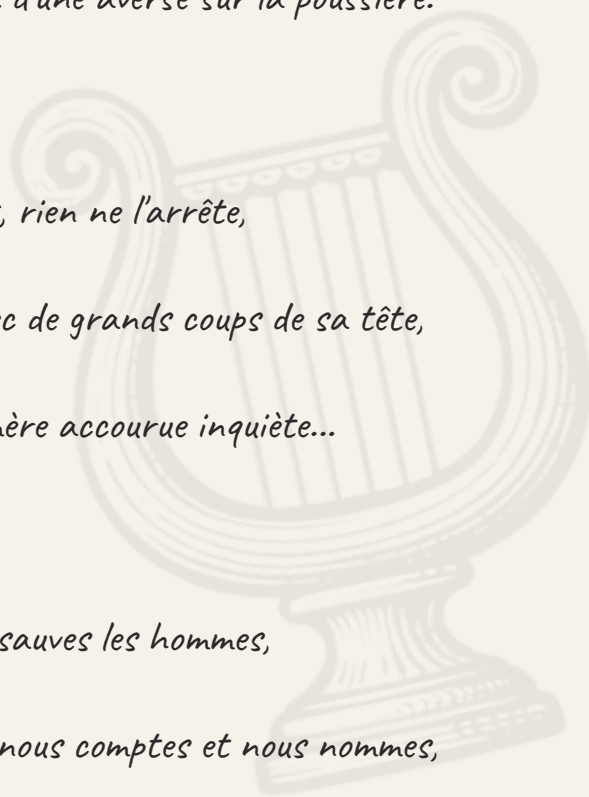 d'une averse sur la poussière.
rien ne l'arrête,
de grands coups de sa tête,
accourue inquiète...
sauves les hommes,
nous comptes et nous nommes,